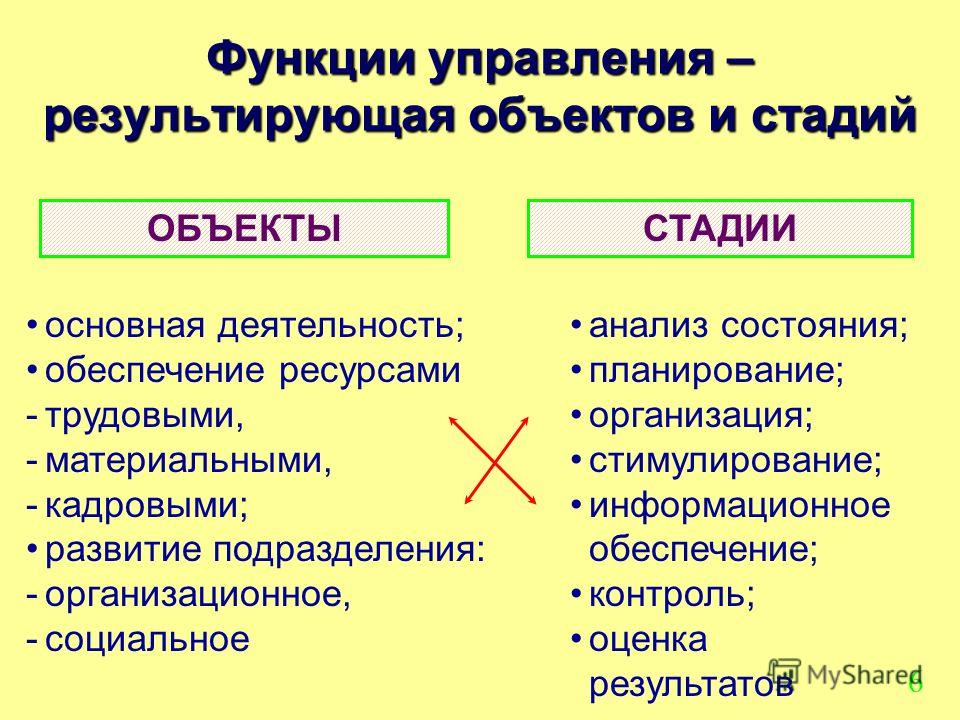 Функции управления –
результирующая объектов и стадий
ОБЪЕКТЫ
• основная деятельность;
• обеспечение ресурсами
- трудовыми,
- материальными,
- кадровыми;
• развитие подразделения:
- организационное,
- социальное
СТАДИИ
• анализ состояния;
• планирование;
• организация;
• стимулирование;
• информационное
обеспечение;
• контроль;
• оценка
результатов
MyShared
6